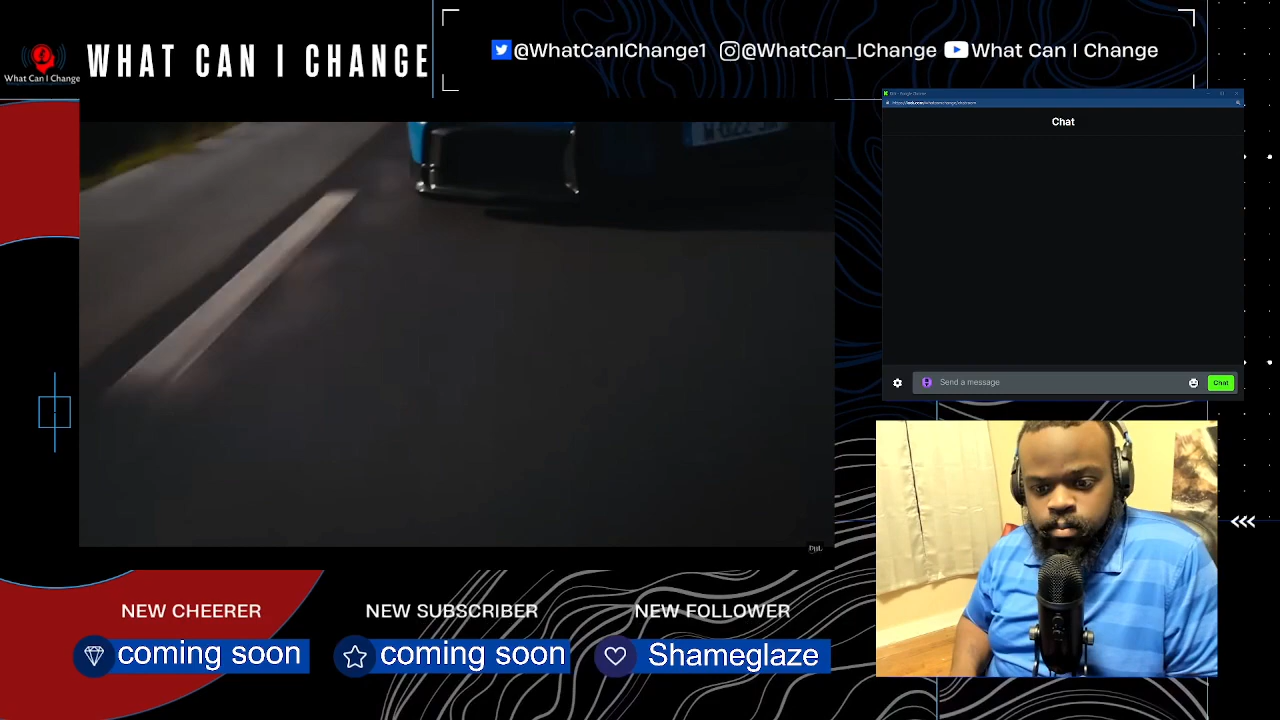 What Can I Change
WHAT CAN I CHANGE
@WhatCanIChange1
@WhatCan_IChange
What Can I Change
Chat
Send a message
Chat
NEW CHEERER
coming soon
NEW SUBSCRIBER
coming soon
NEW FOLLOWER
Shameglaze